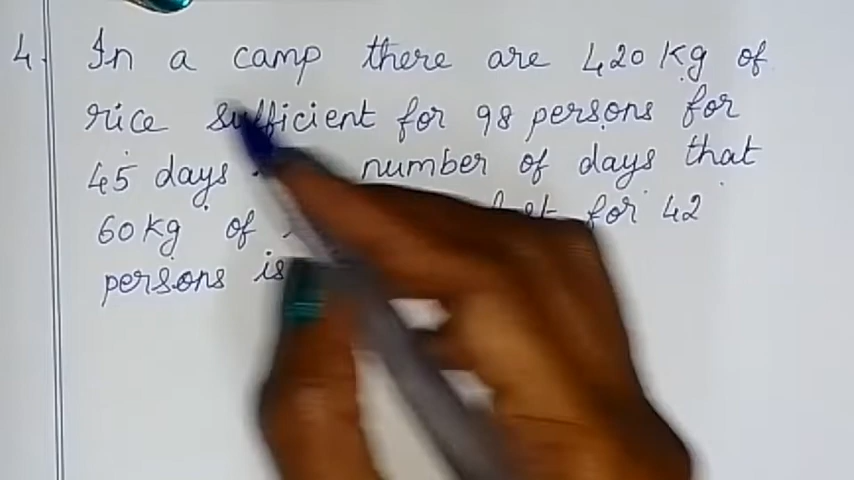 4. In a camp there are 420 Kg of
rice sufficient for 98 persons for
45 days number of days that
60 Kg of for 42
persons is